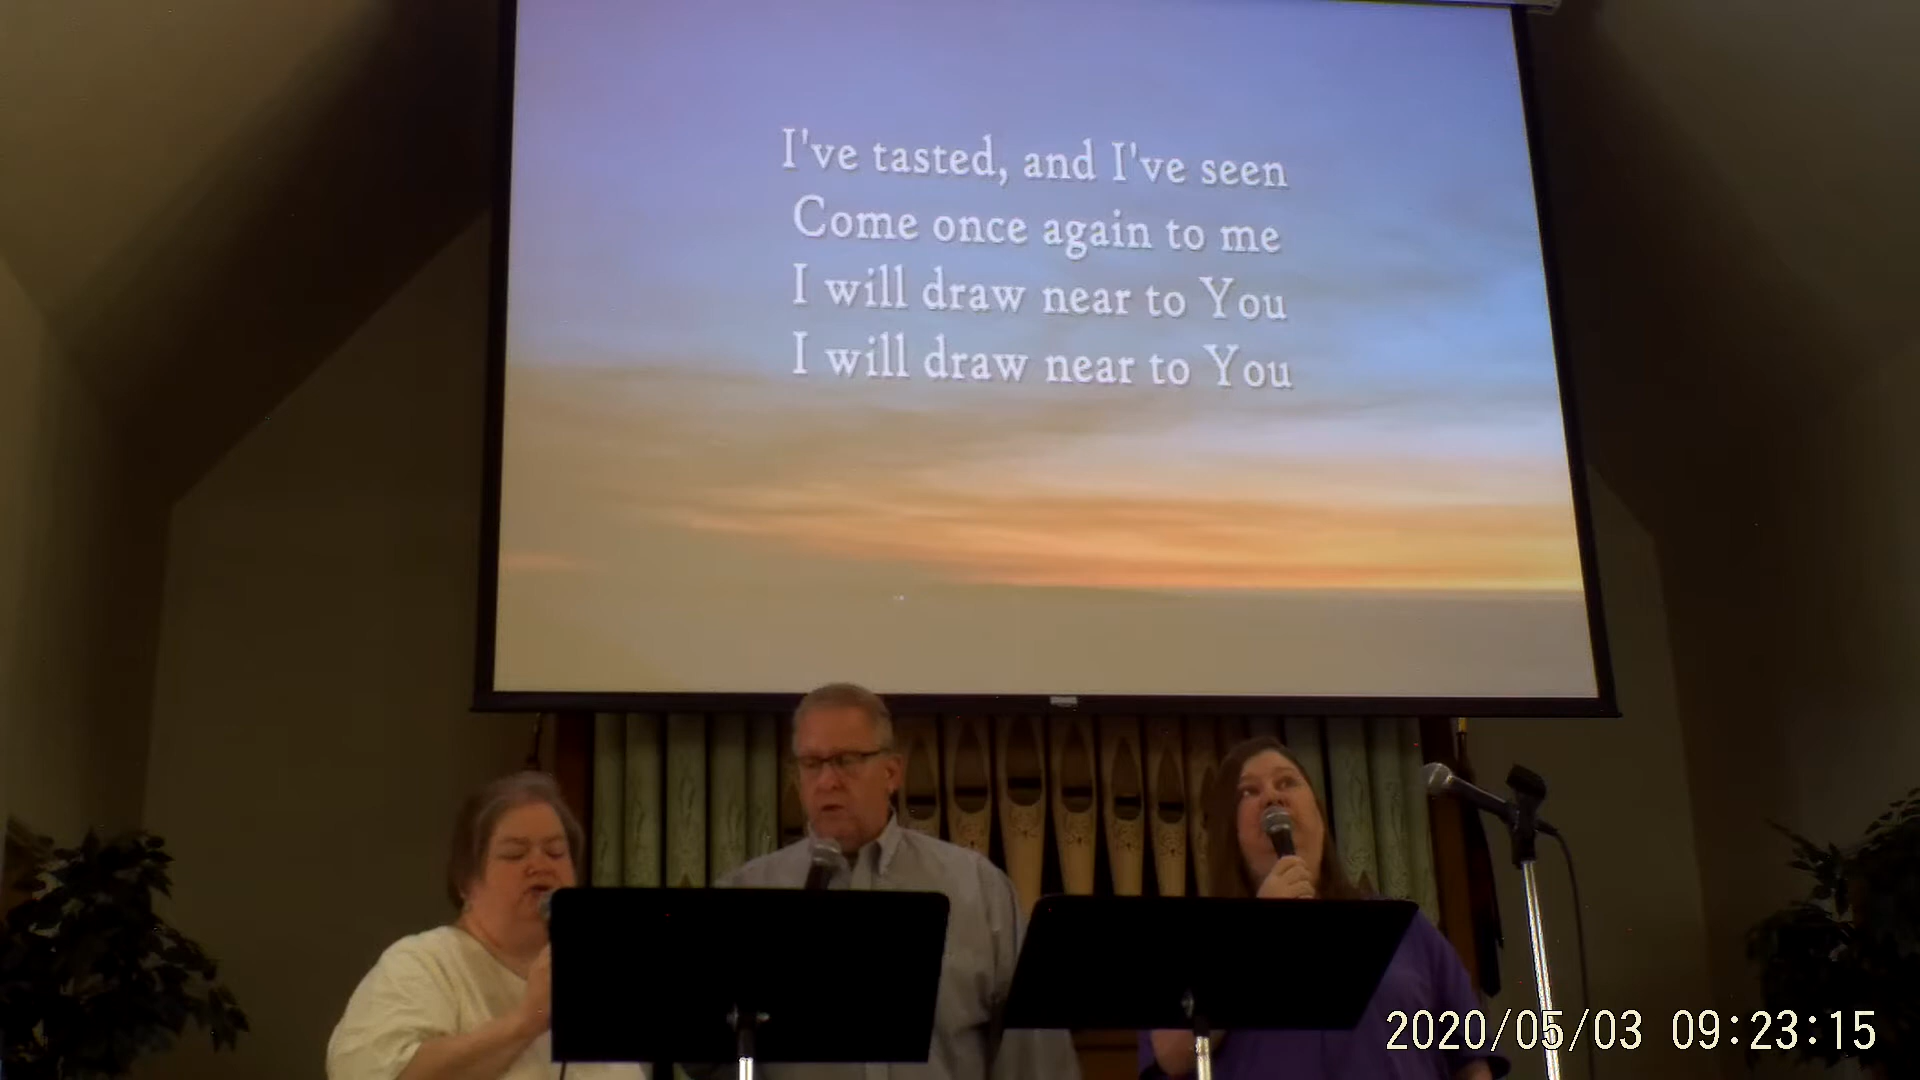 I've tasted, and I've seen
Come once again to me
I will draw near to You
I will draw near to You
2020/05/03 09:23:15